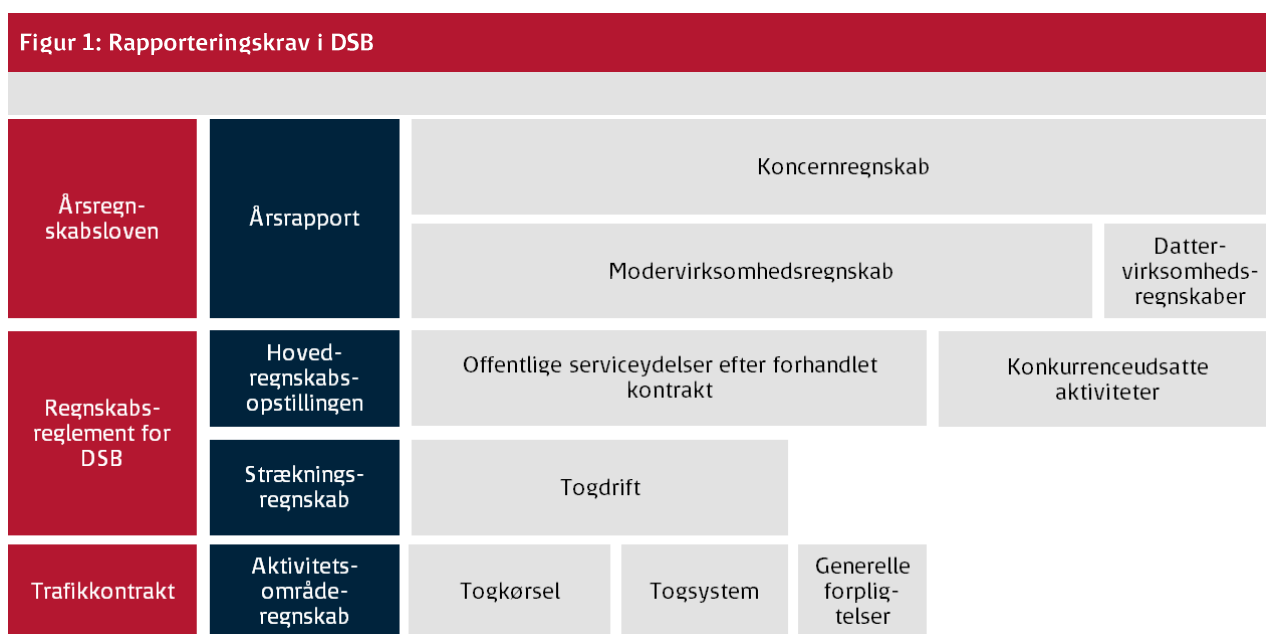 Figur 1: Rapporteringskrav i DSB
Årsregn-
skabsloven
Årsrapport
Koncernregnskab
Modervirksomhedsregnskab
Datter-
virksomheds-
regnskaber
Regnskabs-
reglement for
DSB
Hoved-
regnskabs-
opstillingen
Offentlige serviceydelser efter forhandlet
kontrakt
Konkurrenceudsatte
aktiviteter
Stræknings-
regnskab
Togdrift
Trafikkontrakt
Aktivitets-
område-
regnskab
Togkørsel
Togsystem
Generelle
forplig-
telser